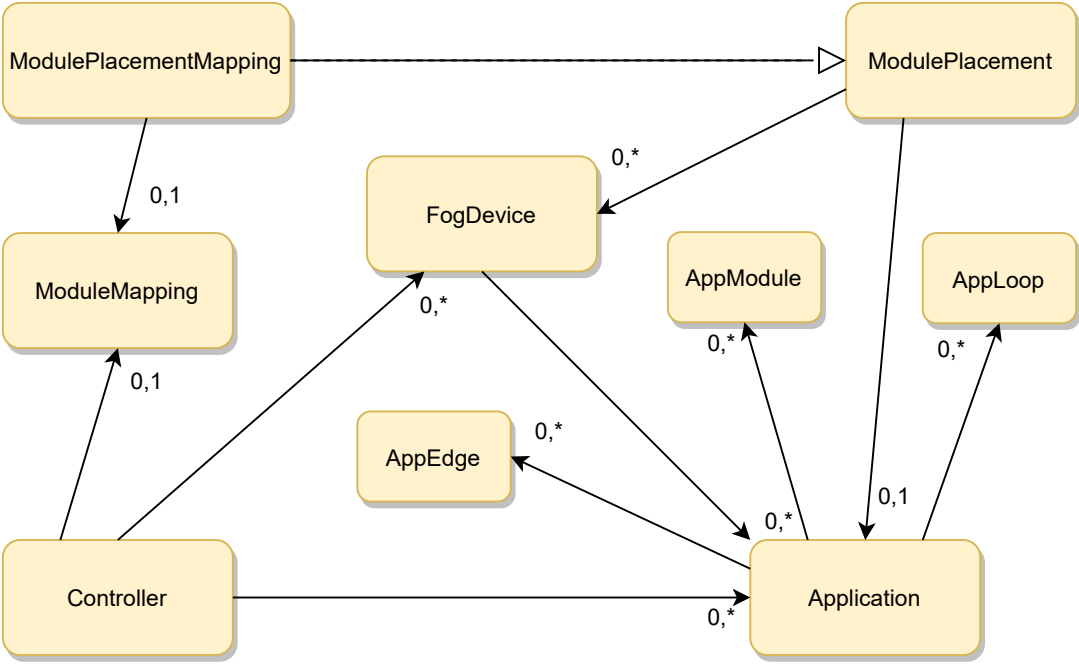 ModulePlacementMapping
ModulePlacement
0,*
0,1
FogDevice
AppModule
AppLoop
ModuleMapping
0,*
0,*
0,*
0,1
0,*
AppEdge
0,1
0,*
Controller
Application
0,*